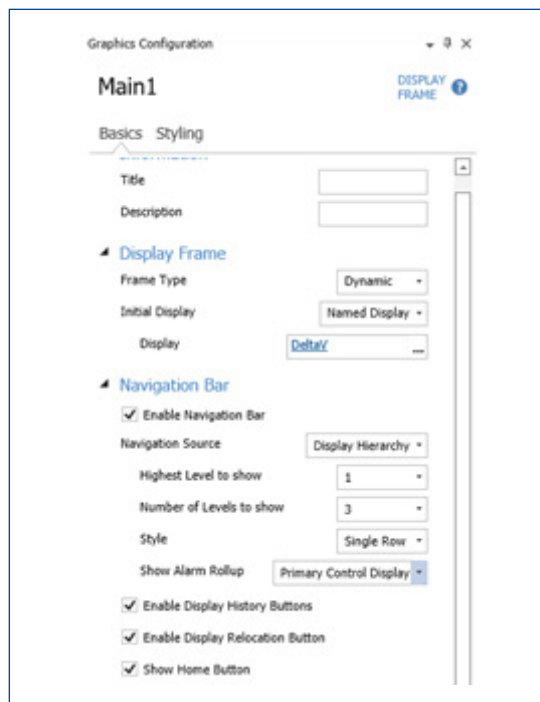 Graphics Configuration
Main1
DISPLAY FRAME
Basics Styling
Title
Description
Display Frame
Frame Type Dynamic
Initial Display Named Display
Display DeltaV ...
Navigation Bar
Enable Navigation Bar
Navigation Source Display Hierarchy
Highest Level to show 1
Number of Levels to show 3
Style Single Row
Show Alarm Rollup Primary Control Display
Enable Display History Buttons
Enable Display Relocation Button
Show Home Button